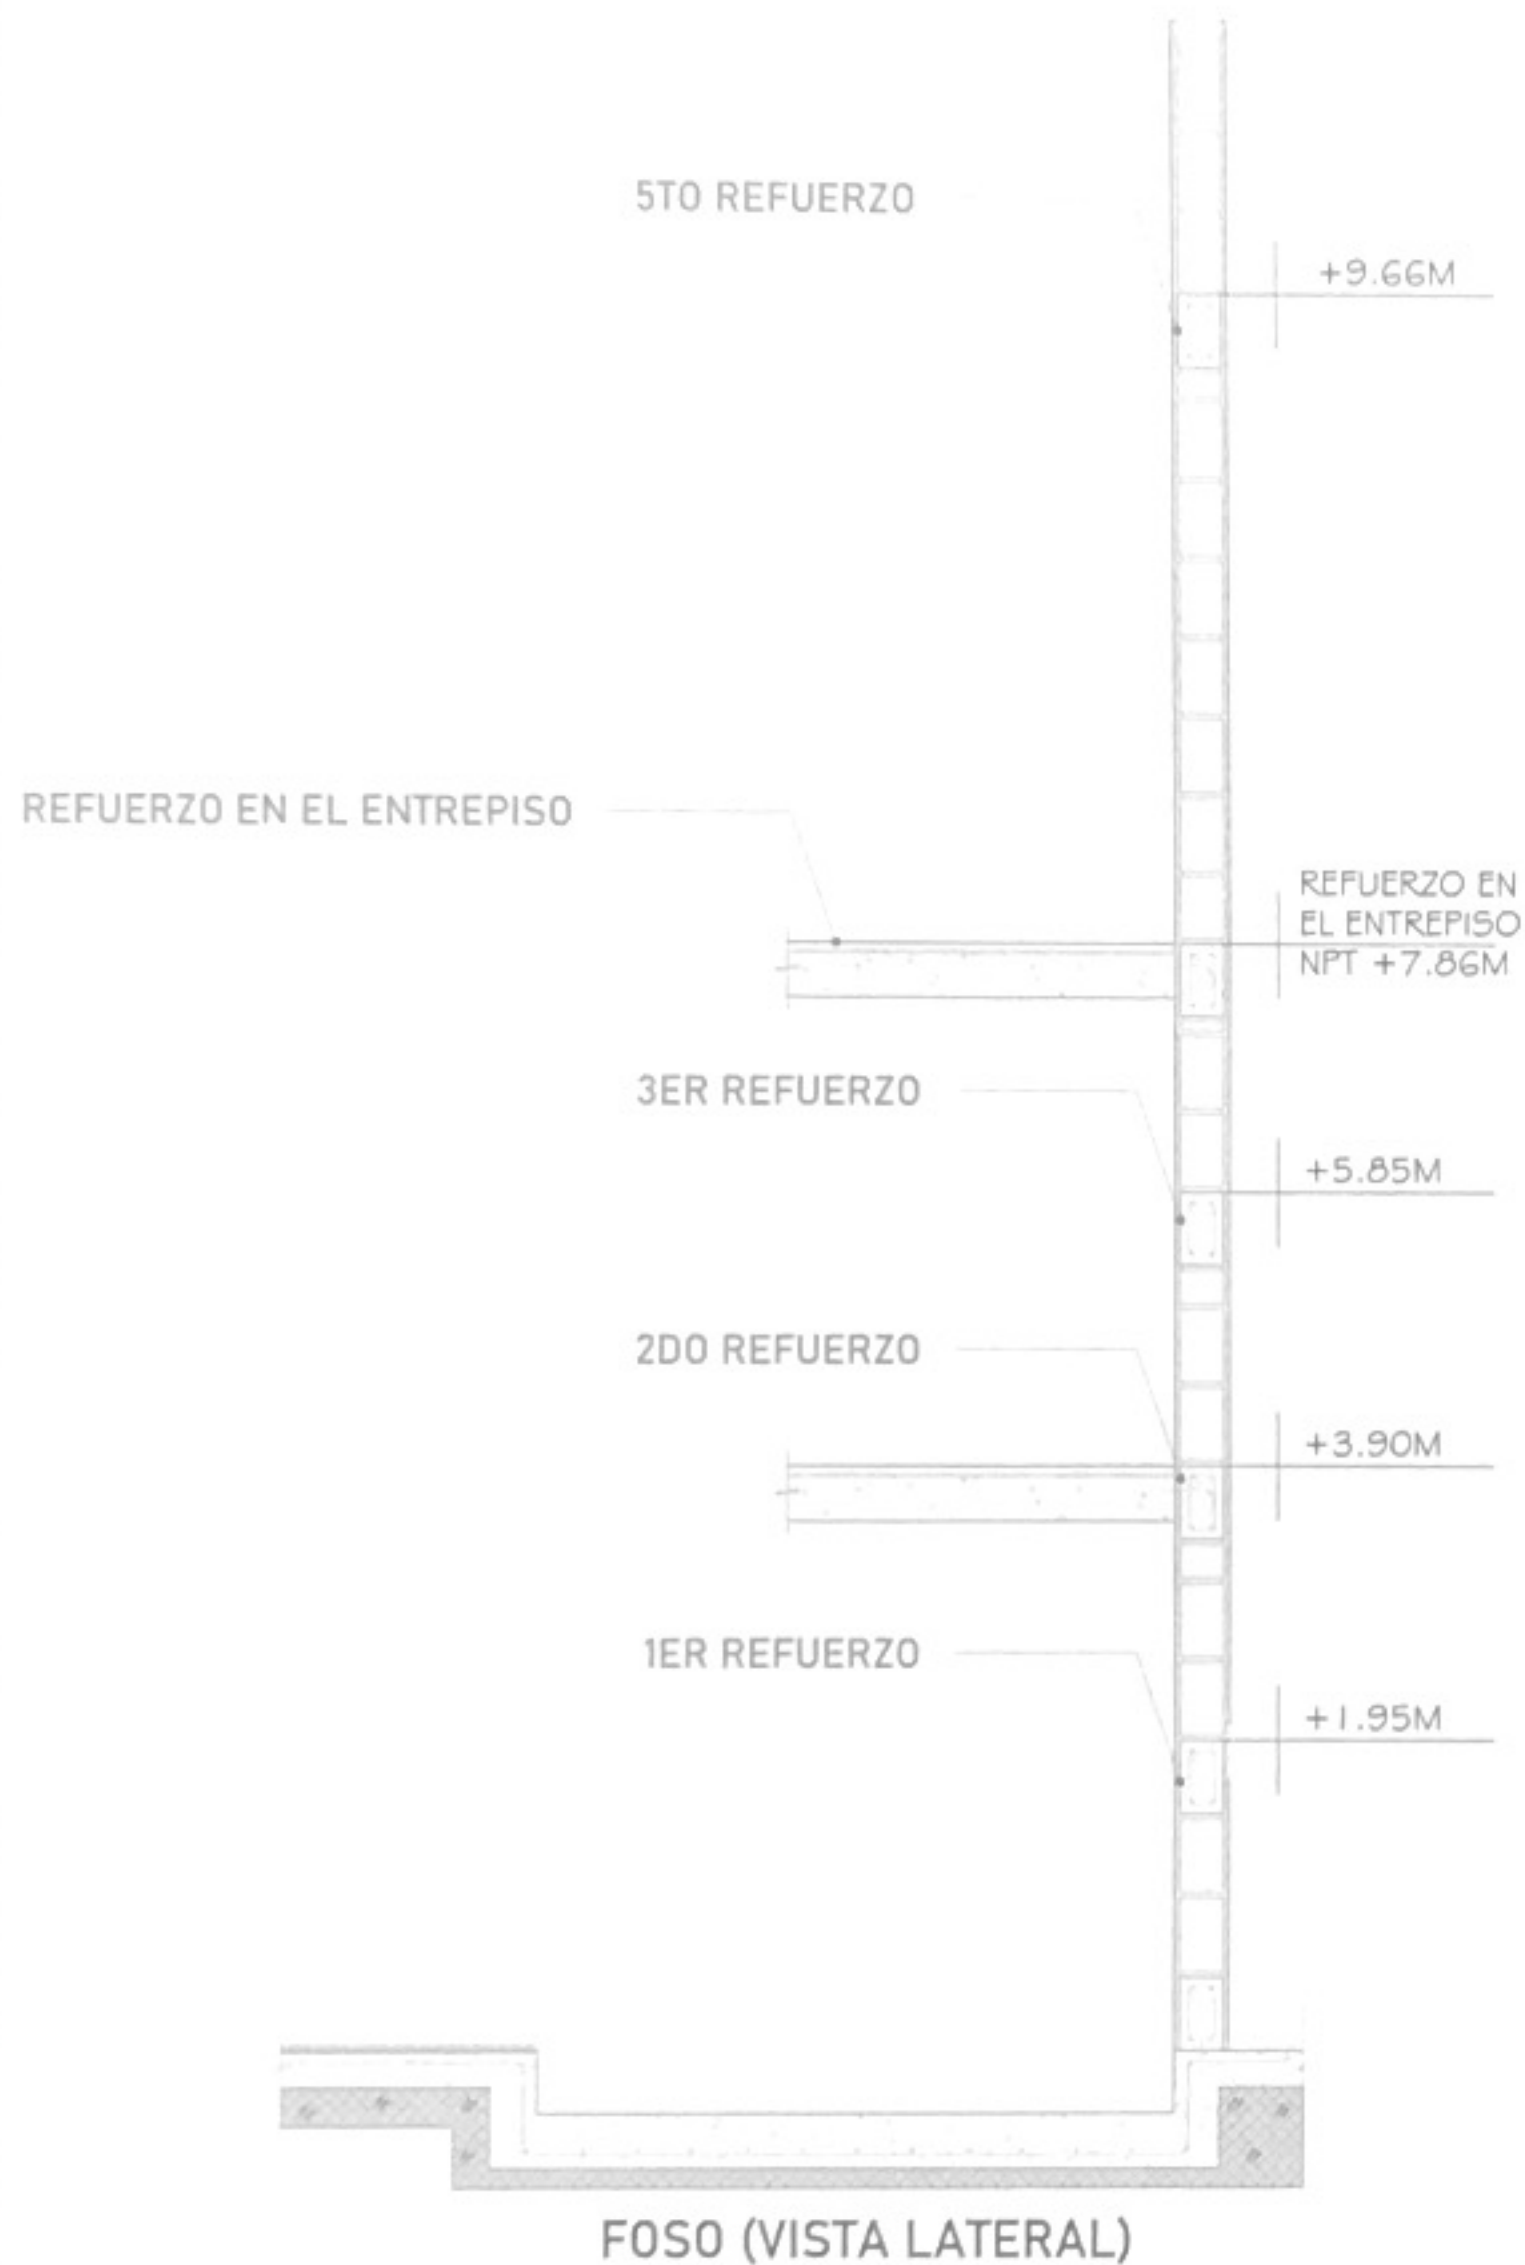 5TO REFUERZO
+9.66M
REFUERZO EN EL ENTREPISO
REFUERZO EN
EL ENTREPISO
NPT +7.86M
3ER REFUERZO
+5.85M
2DO REFUERZO
+3.90M
1ER REFUERZO
+1.95M
FOSO (VISTA LATERAL)